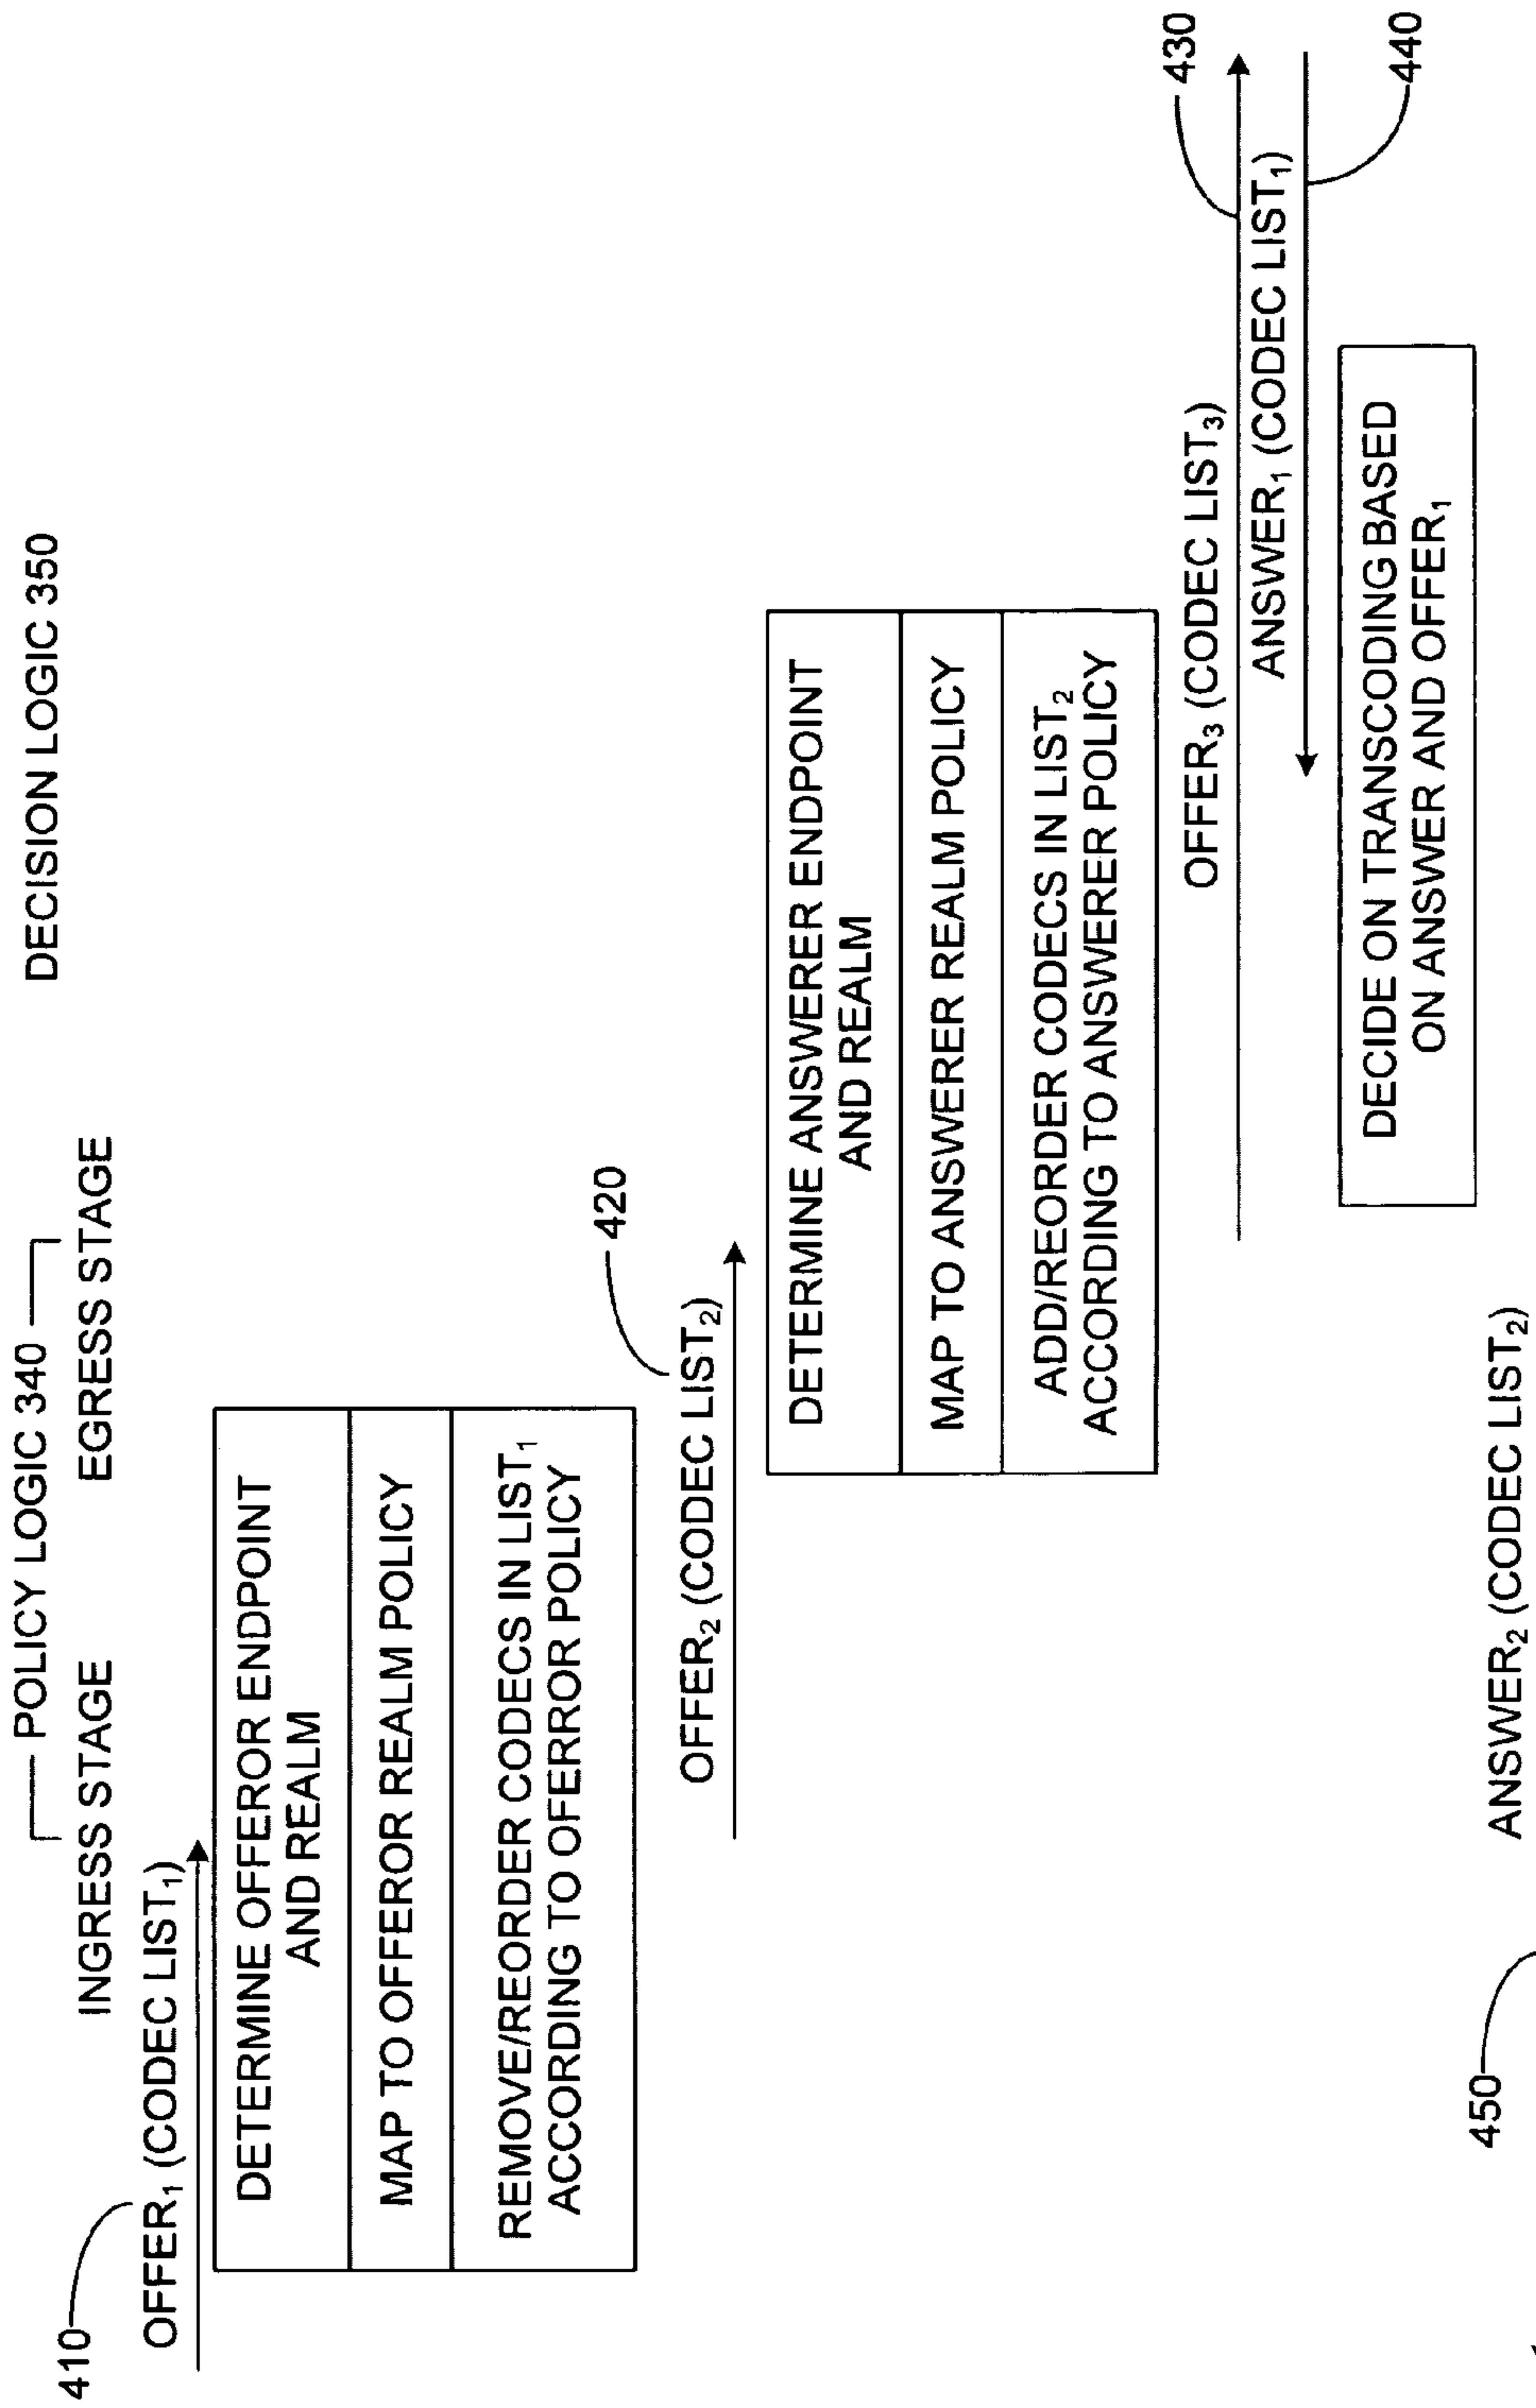 POLICY LOGIC 340
DECISION LOGIC 350
INGRESS STAGE
EGRESS STAGE
410
OFFER₁ (CODEC LIST₁)
DETERMINE OFFEROR ENDPOINT
AND REALM
MAP TO OFFEROR REALM POLICY
REMOVE/REORDER CODECS IN LIST₁
ACCORDING TO OFERROR POLICY
420
OFFER₂ (CODEC LIST₂)
DETERMINE ANSWERER ENDPOINT
AND REALM
MAP TO ANSWERER REALM POLICY
ADD/REORDER CODECS IN LIST₂
ACCORDING TO ANSWERER POLICY
430
OFFER₃ (CODEC LIST₃)
ANSWER₁ (CODEC LIST₁)
440
DECIDE ON TRANSCODING BASED
ON ANSWER AND OFFER₁
450
ANSWER₂ (CODEC LIST₂)